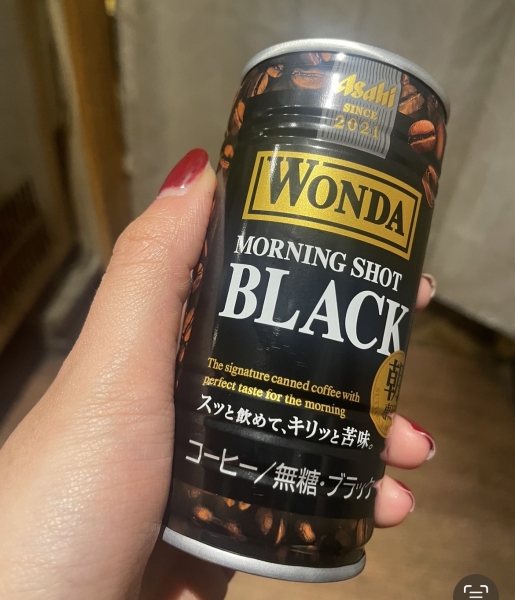 Asahi
SINCE
2021
WONDA
MORNING SHOT
BLACK
The signature canned coffee with
perfect taste for the morning
スッと飲めて、キリッと苦味。
コーヒー/無糖・ブラック
朝